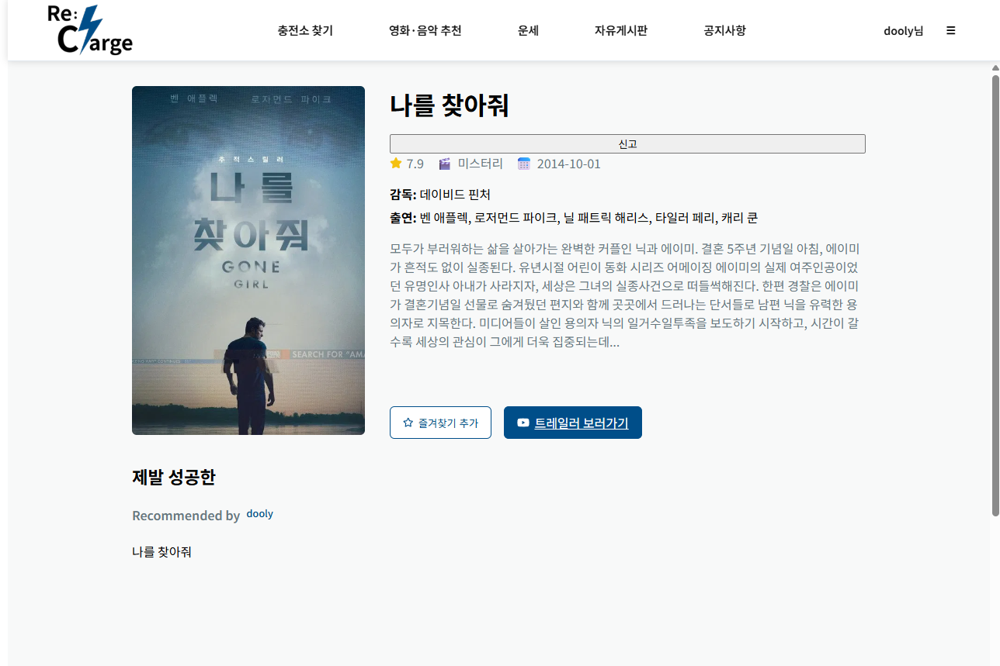 Re:
Charge
충전소 찾기
영화·음악 추천
운세
자유게시판
공지사항
dooly님
벤 애플렉 로자먼드 파이크
추적스릴러
나를
찾아줘
GONE
GIRL
SEARCH FOR "AMA
나를 찾아줘
신고
7.9 미스터리 2014-10-01
감독: 데이비드 핀처
출연: 벤 애플렉, 로저먼드 파이크, 닐 패트릭 해리스, 타일러 페리, 캐리 쿤
모두가 부러워하는 삶을 살아가는 완벽한 커플인 닉과 에이미. 결혼 5주년 기념일 아침, 에이미
가 흔적도 없이 실종된다. 유년시절 어린이 동화 시리즈 어메이징 에이미의 실제 여주인공이었
던 유명인사 아내가 사라지자, 세상은 그녀의 실종사건으로 떠들썩해진다. 한편 경찰은 에이미
가 결혼기념일 선물로 숨겨뒀던 편지와 함께 곳곳에서 드러나는 단서들로 남편 닉을 유력한 용
의자로 지목한다. 미디어들이 살인 용의자 닉의 일거수일투족을 보도하기 시작하고, 시간이 갈
수록 세상의 관심이 그에게 더욱 집중되는데...
즐겨찾기 추가
트레일러 보러가기
제발 성공한
Recommended by dooly
나를 찾아줘